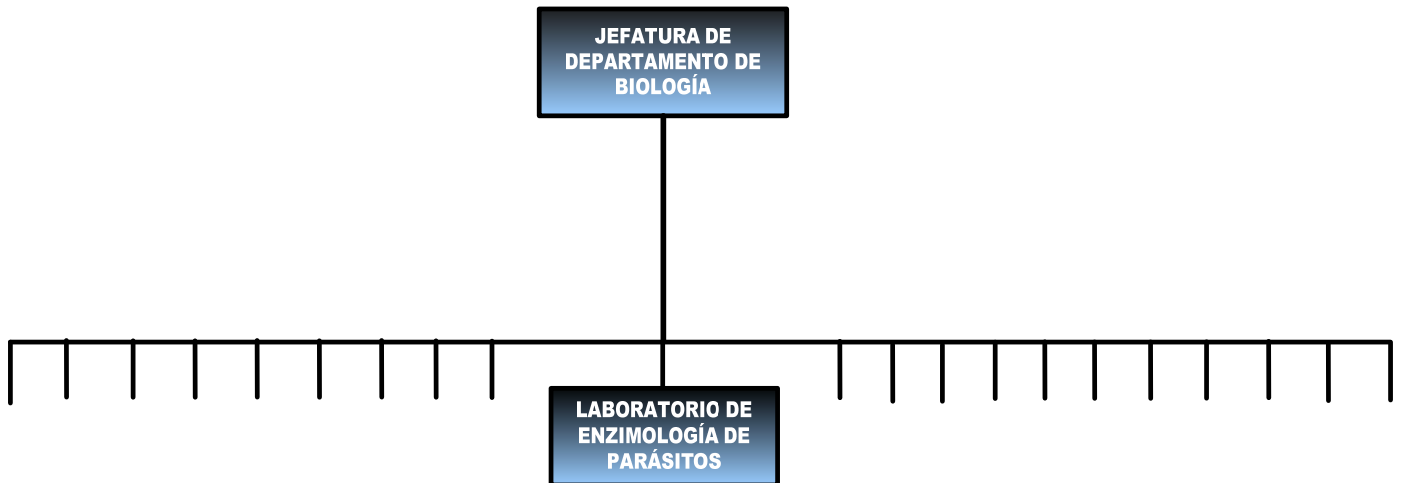 JEFATURA DE
DEPARTAMENTO DE
BIOLOGÍA
LABORATORIO DE
ENZIMOLOGÍA DE
PARÁSITOS